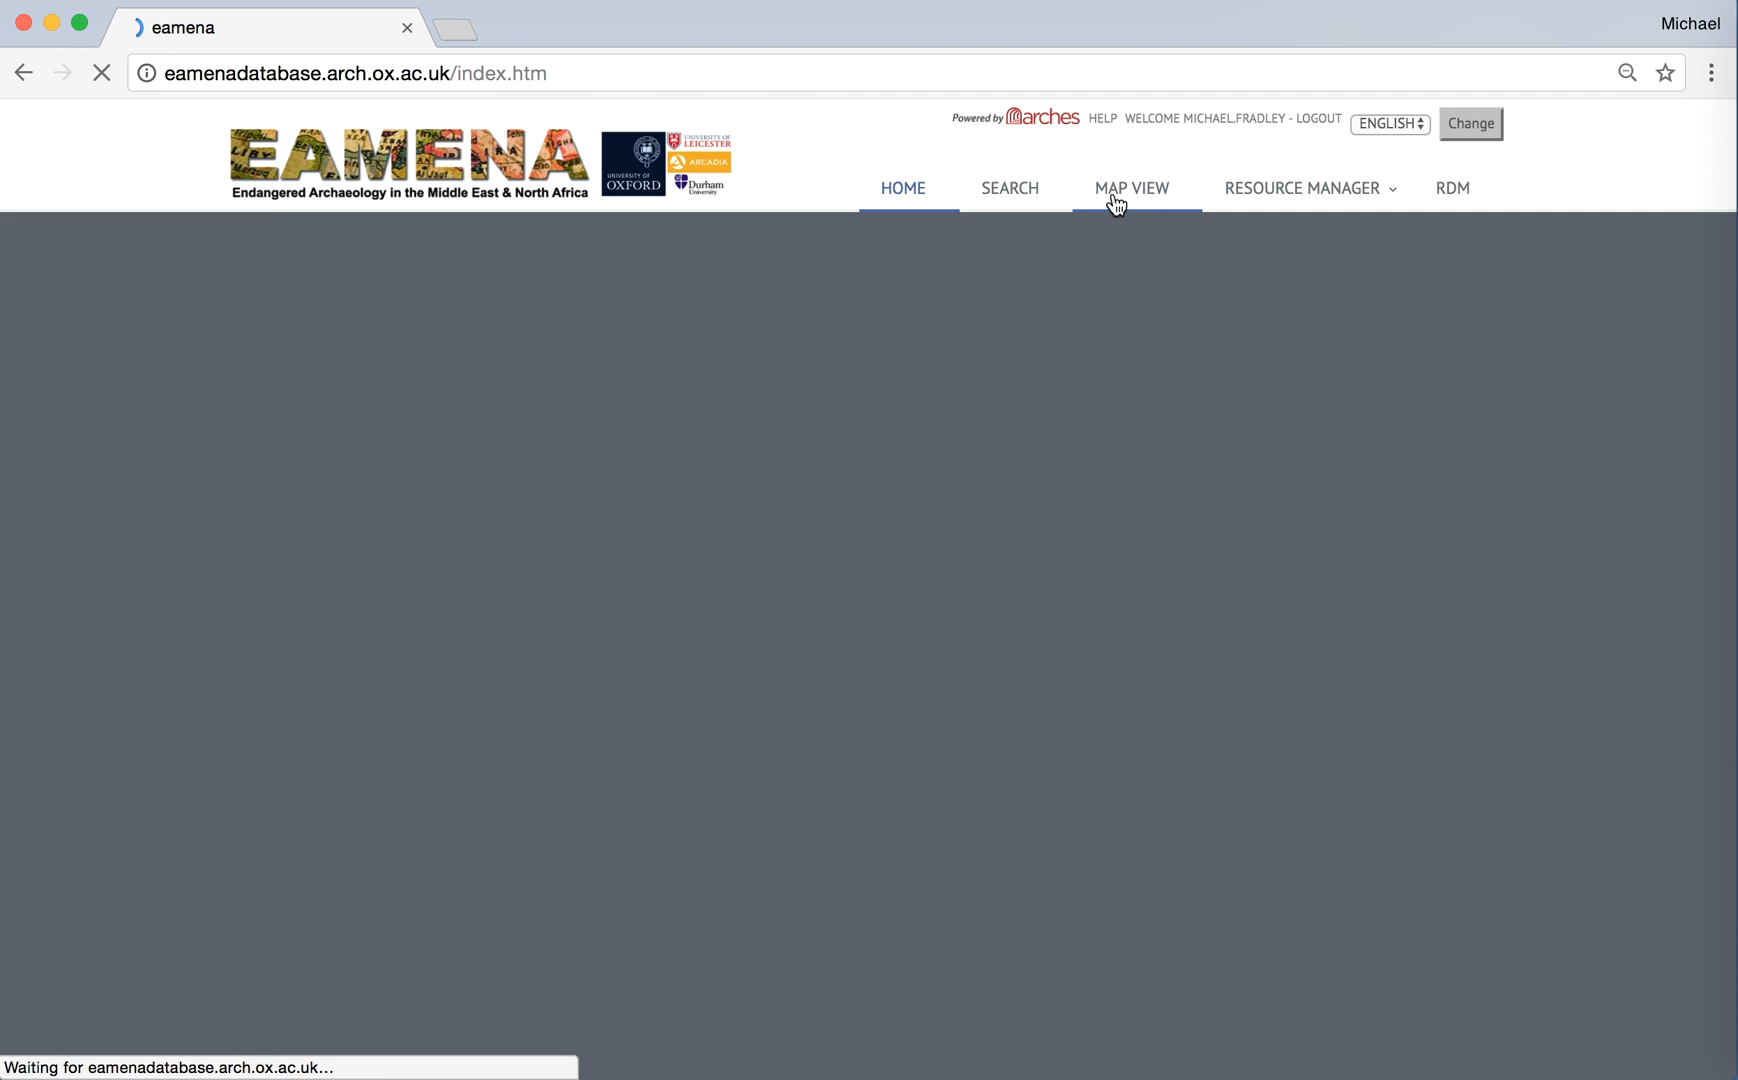 eamena
Michael
eamenadatabase.arch.ox.ac.uk/index.htm
Powered by arches HELP WELCOME MICHAEL.FRADLEY - LOGOUT ENGLISH Change
EAMENA
Endangered Archaeology in the Middle East & North Africa
UNIVERSITY OF
OXFORD
UNIVERSITY OF
LEICESTER
ARCADIA
Durham
University
HOME SEARCH MAP VIEW RESOURCE MANAGER RDM
Waiting for eamenadatabase.arch.ox.ac.uk...